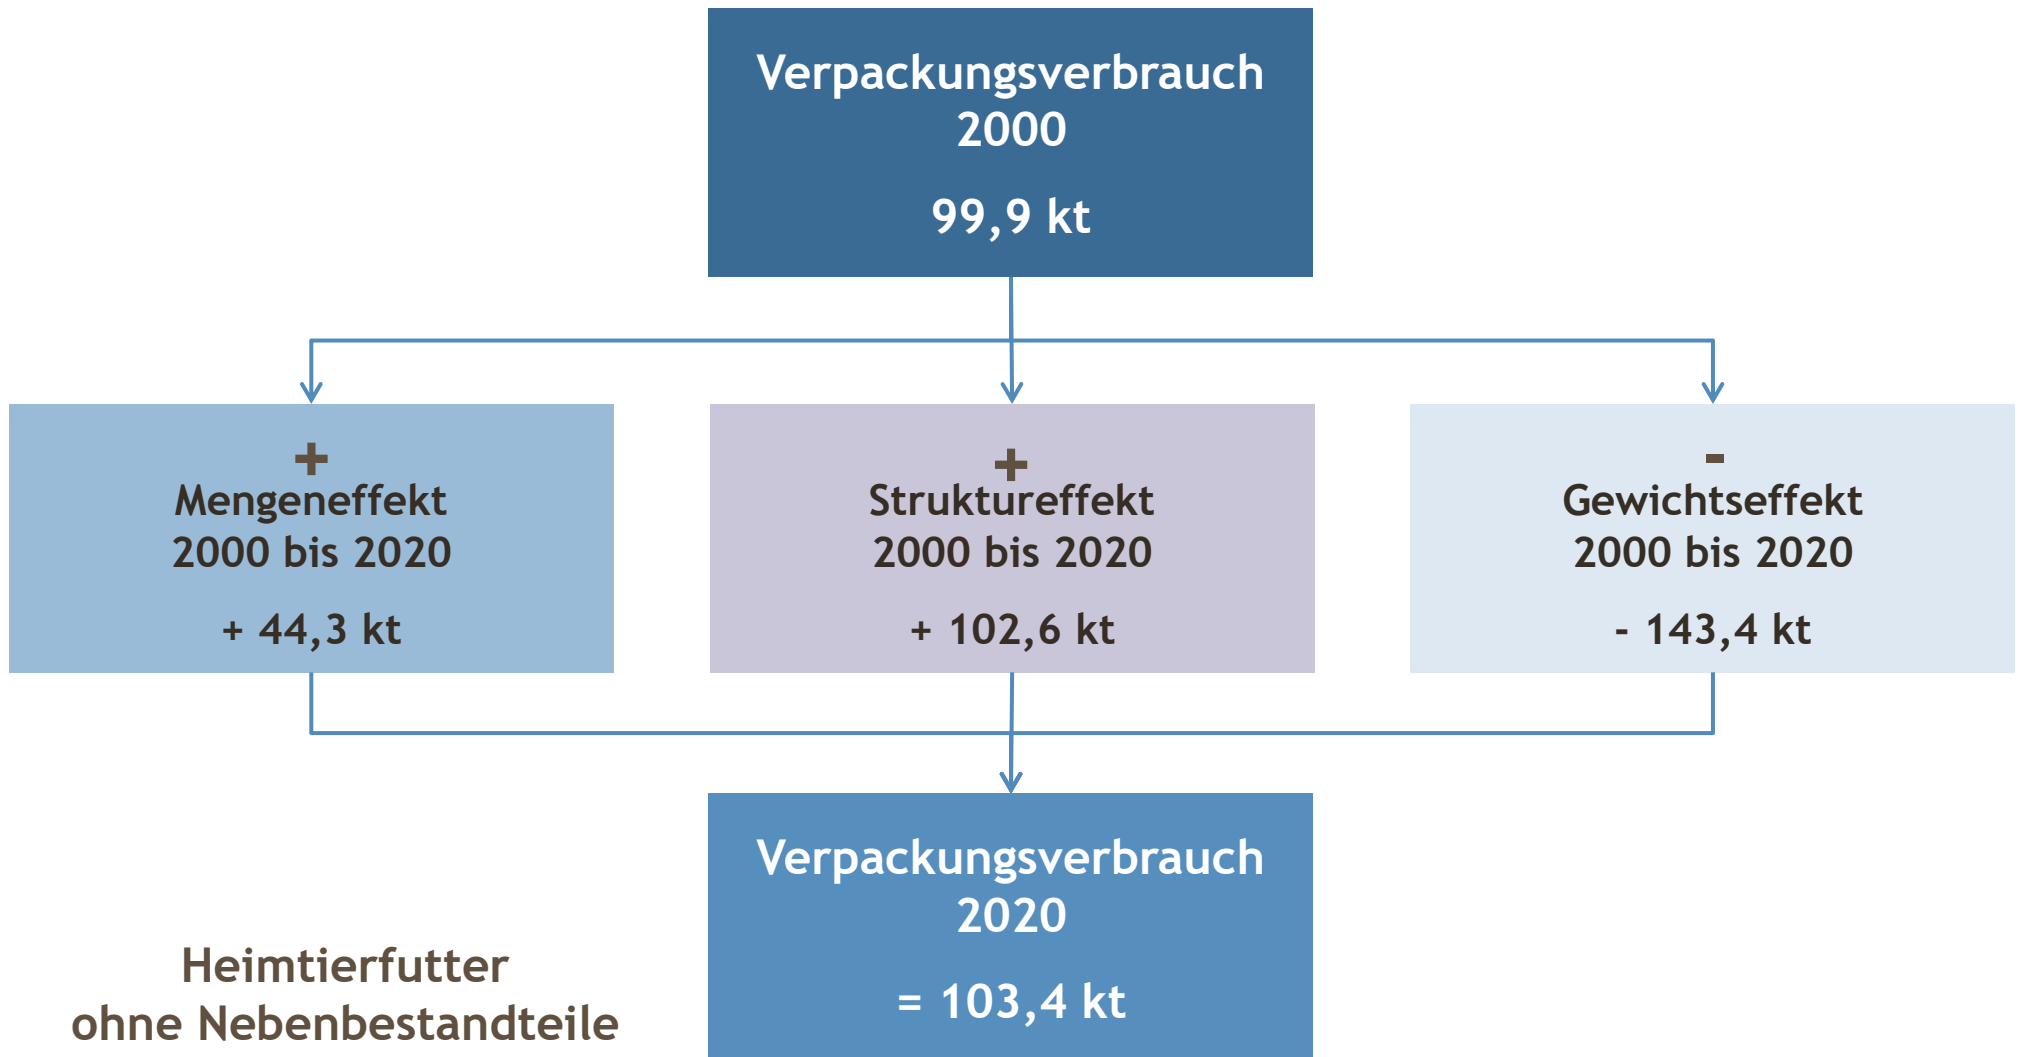 Verpackungsverbrauch
2000
99,9 kt
+
Mengeneffekt
2000 bis 2020
+ 44,3 kt
+
Struktureffekt
2000 bis 2020
+ 102,6 kt
-
Gewichtseffekt
2000 bis 2020
- 143,4 kt
Verpackungsverbrauch
2020
= 103,4 kt
Heimtierfutter
ohne Nebenbestandteile